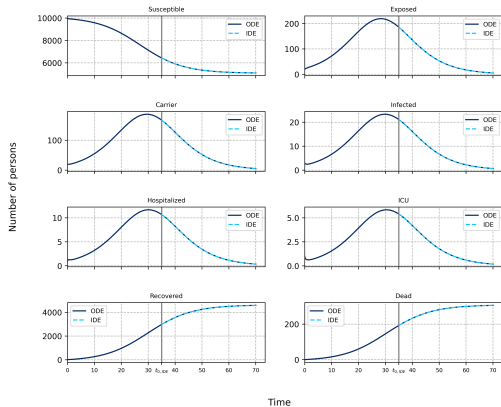 Susceptible
10000
8000
6000
ODE
IDE
Exposed
200
100
0
ODE
IDE
Carrier
100
0
ODE
IDE
Infected
20
10
0
ODE
IDE
Number of persons
Hospitalized
10
5
0
ODE
IDE
ICU
5.0
2.5
0.0
ODE
IDE
Recovered
4000
2000
0
ODE
IDE
0 10 20 30 t0,IDE 40 50 60 70
Dead
200
0
ODE
IDE
0 10 20 30 t0,IDE 40 50 60 70
Time